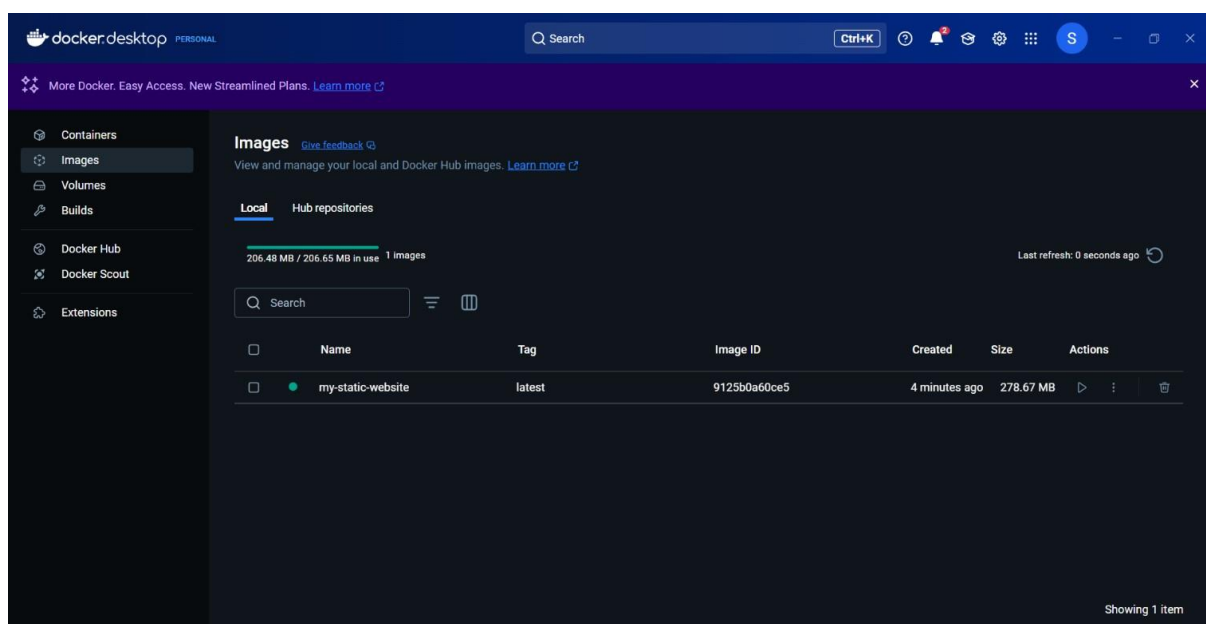 docker.desktop PERSONAL
Search
Ctrl+K
2
S
More Docker. Easy Access. New Streamlined Plans. Learn more
Containers
Images
Volumes
Builds
Docker Hub
Docker Scout
Extensions
Images Give feedback
View and manage your local and Docker Hub images. Learn more
Local Hub repositories
206.48 MB / 206.65 MB in use 1 images
Last refresh: 0 seconds ago
Search
Name Tag Image ID Created Size Actions
my-static-website latest 9125b0a60ce5 4 minutes ago 278.67 MB
Showing 1 item